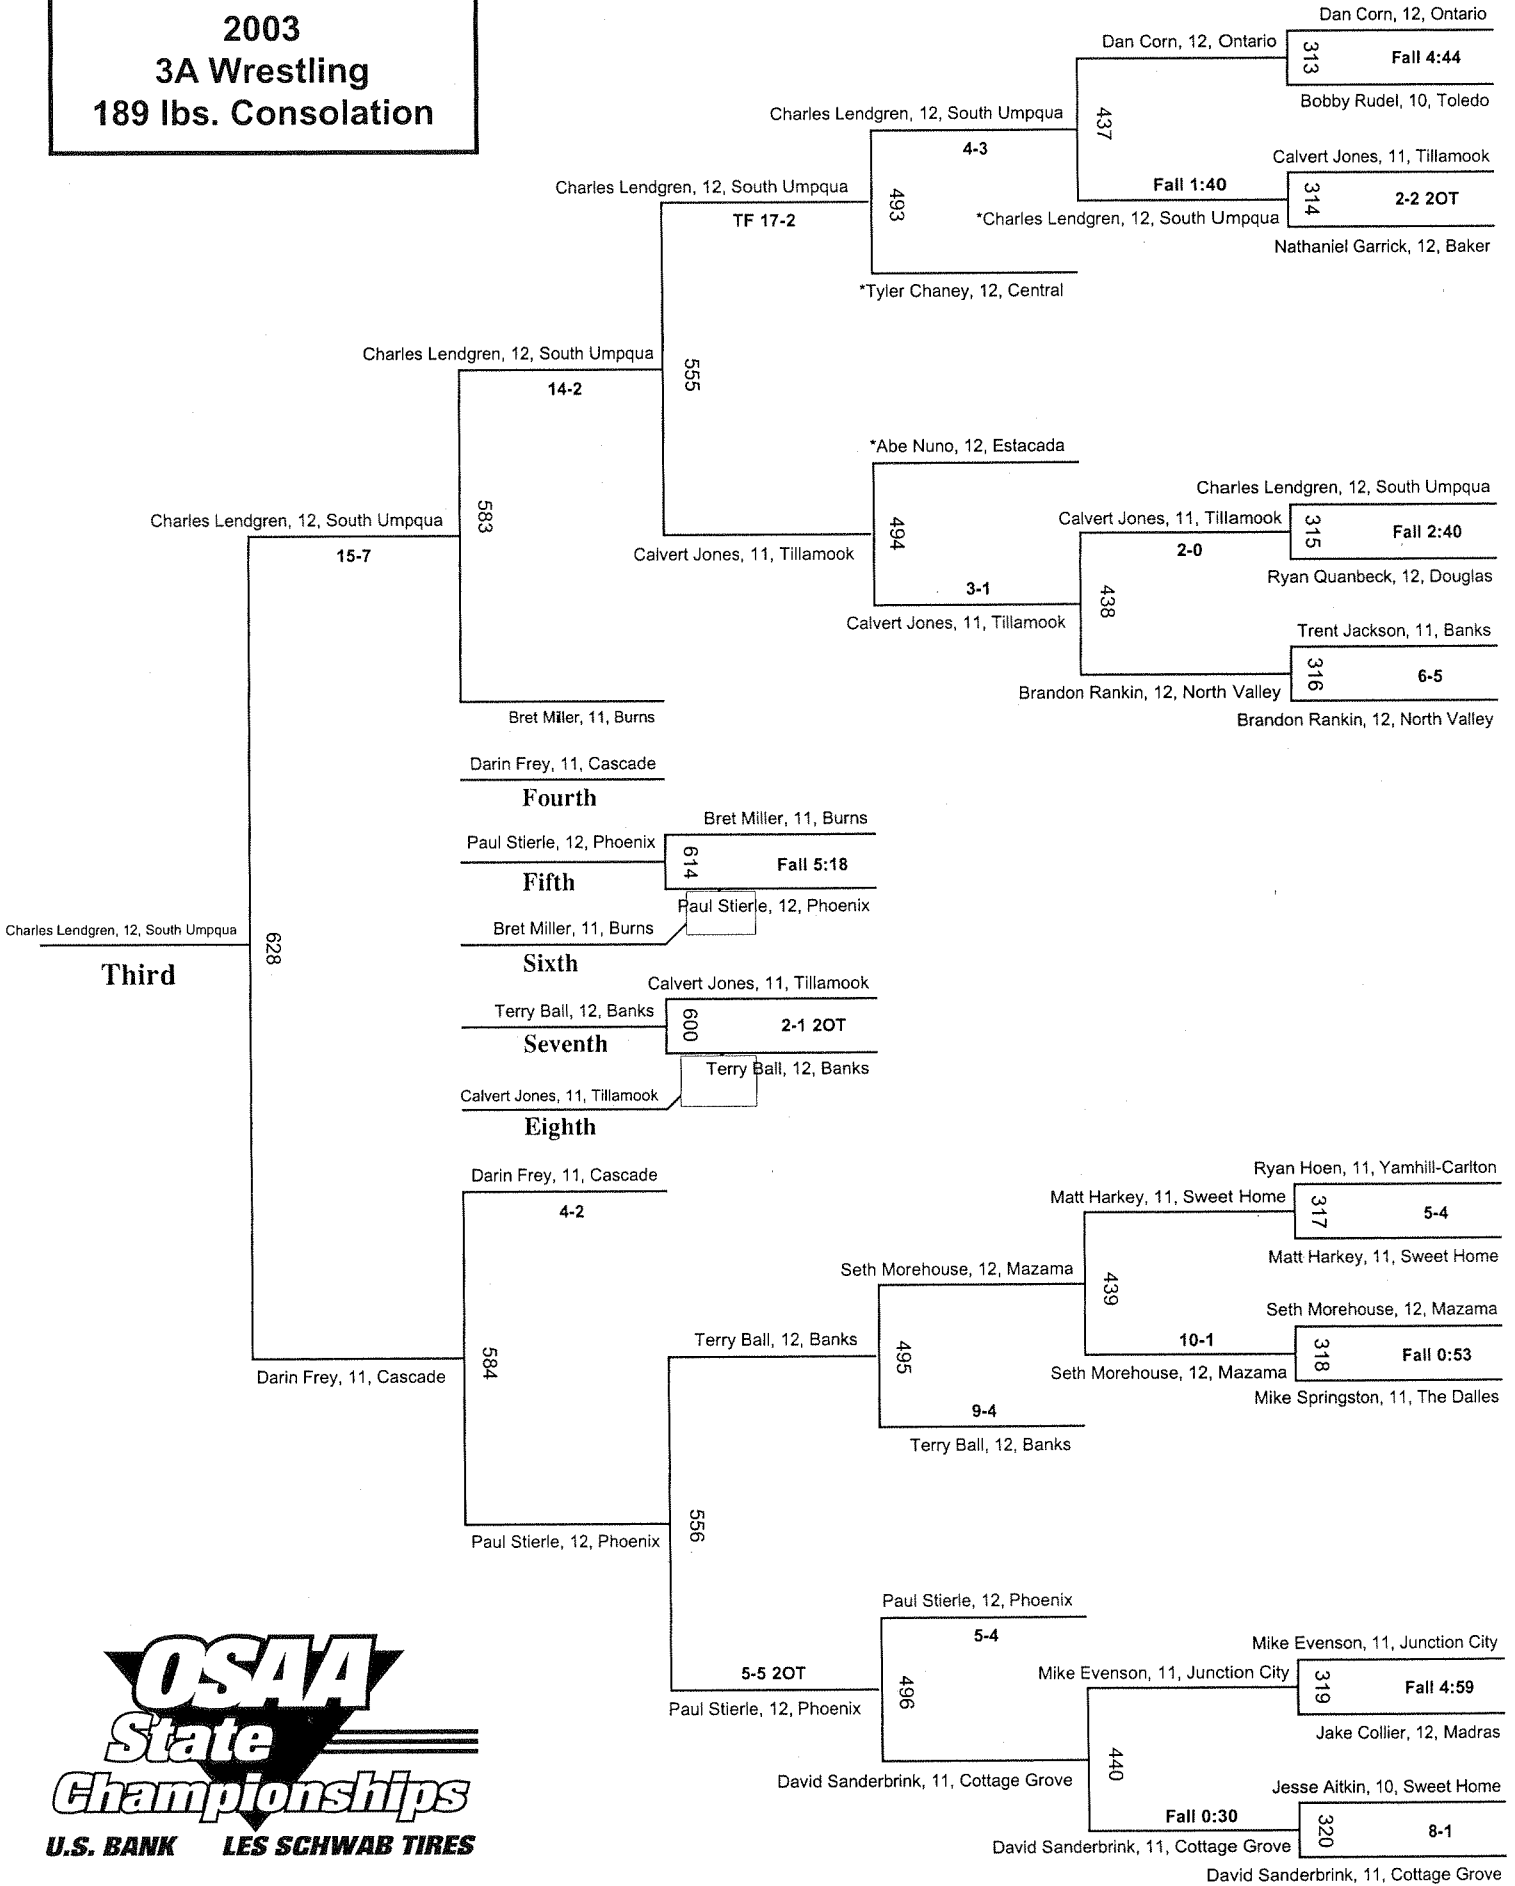 2003
3A Wrestling
189 lbs. Consolation
Dan Corn, 12, Ontario
Dan Corn, 12, Ontario
313
Fall 4:44
Bobby Rudel, 10, Toledo
Charles Lendgren, 12, South Umpqua
437
4-3
Calvert Jones, 11, Tillamook
Fall 1:40
314
2-2 2OT
*Charles Lendgren, 12, South Umpqua
Nathaniel Garrick, 12, Baker
Charles Lendgren, 12, South Umpqua
493
TF 17-2
*Tyler Chaney, 12, Central
Charles Lendgren, 12, South Umpqua
555
14-2
*Abe Nuno, 12, Estacada
Charles Lendgren, 12, South Umpqua
Calvert Jones, 11, Tillamook
315
Fall 2:40
2-0
494
Calvert Jones, 11, Tillamook
Ryan Quanbeck, 12, Douglas
3-1
438
Calvert Jones, 11, Tillamook
Trent Jackson, 11, Banks
316
6-5
Brandon Rankin, 12, North Valley
Brandon Rankin, 12, North Valley
Charles Lendgren, 12, South Umpqua
583
15-7
Bret Miller, 11, Burns
Darin Frey, 11, Cascade
Fourth
Bret Miller, 11, Burns
Paul Stierle, 12, Phoenix
614
Fall 5:18
Fifth
Paul Stierle, 12, Phoenix
Bret Miller, 11, Burns
Sixth
Charles Lendgren, 12, South Umpqua
628
Third
Calvert Jones, 11, Tillamook
Terry Ball, 12, Banks
600
2-1 2OT
Seventh
Terry Ball, 12, Banks
Calvert Jones, 11, Tillamook
Eighth
Darin Frey, 11, Cascade
4-2
Ryan Hoen, 11, Yamhill-Carlton
Matt Harkey, 11, Sweet Home
317
5-4
Matt Harkey, 11, Sweet Home
Seth Morehouse, 12, Mazama
439
Seth Morehouse, 12, Mazama
10-1
318
Fall 0:53
Seth Morehouse, 12, Mazama
Mike Springston, 11, The Dalles
Terry Ball, 12, Banks
495
9-4
Terry Ball, 12, Banks
584
Darin Frey, 11, Cascade
556
Paul Stierle, 12, Phoenix
Paul Stierle, 12, Phoenix
5-4
Mike Evenson, 11, Junction City
5-5 2OT
496
Mike Evenson, 11, Junction City
319
Fall 4:59
Paul Stierle, 12, Phoenix
Jake Collier, 12, Madras
440
David Sanderbrink, 11, Cottage Grove
Jesse Aitkin, 10, Sweet Home
Fall 0:30
320
8-1
David Sanderbrink, 11, Cottage Grove
David Sanderbrink, 11, Cottage Grove
OSAA
State
Championships
U.S. BANK LES SCHWAB TIRES